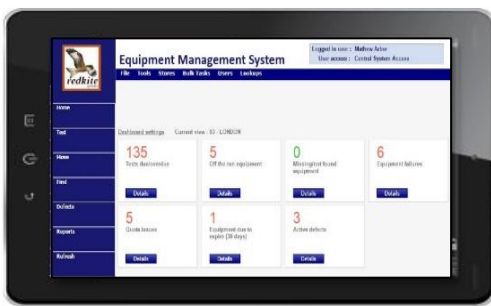 redkite
Equipment Management System
Logged in user : Mathew Arber
User access : Central System Access
File Tools Stores Bulk Tasks Users Lookups
Home
Test
Move
Find
Defects
Reports
Refresh
Dashboard settings Current view : 03 - LONDON
135
Tests due/overdue
Details
5
Off the run equipment
Details
0
Missing/not found
equipment
Details
6
Equipment failures
Details
5
Quota issues
Details
1
Equipment due to
expire (30 days)
Details
3
Active defects
Details